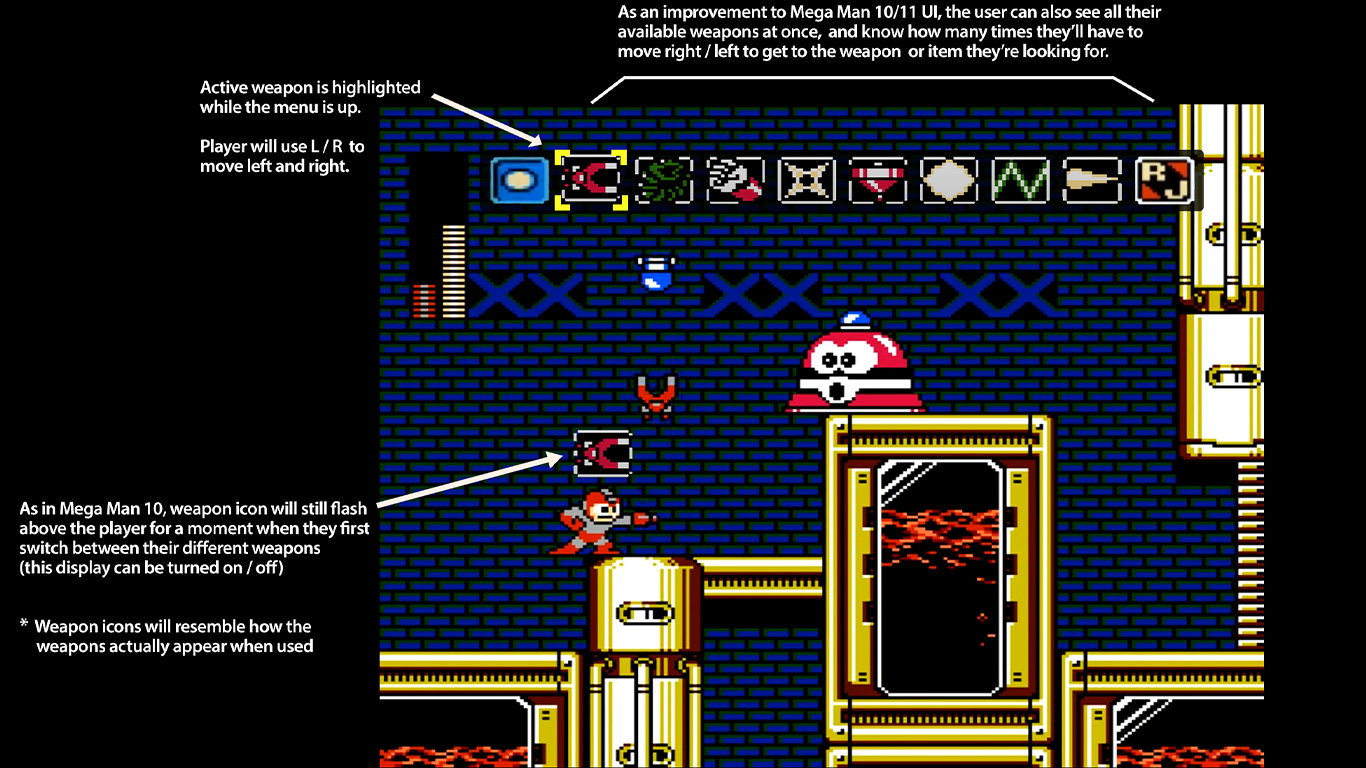 As an improvement to Mega Man 10/11 UI, the user can also see all their
available weapons at once, and know how many times they'll have to
move right / left to get to the weapon or item they're looking for.
Active weapon is highlighted
while the menu is up.
Player will use L / R to
move left and right.
R
J
As in Mega Man 10, weapon icon will still flash
above the player for a moment when they first
switch between their different weapons
(this display can be turned on / off)
* Weapon icons will resemble how the
weapons actually appear when used